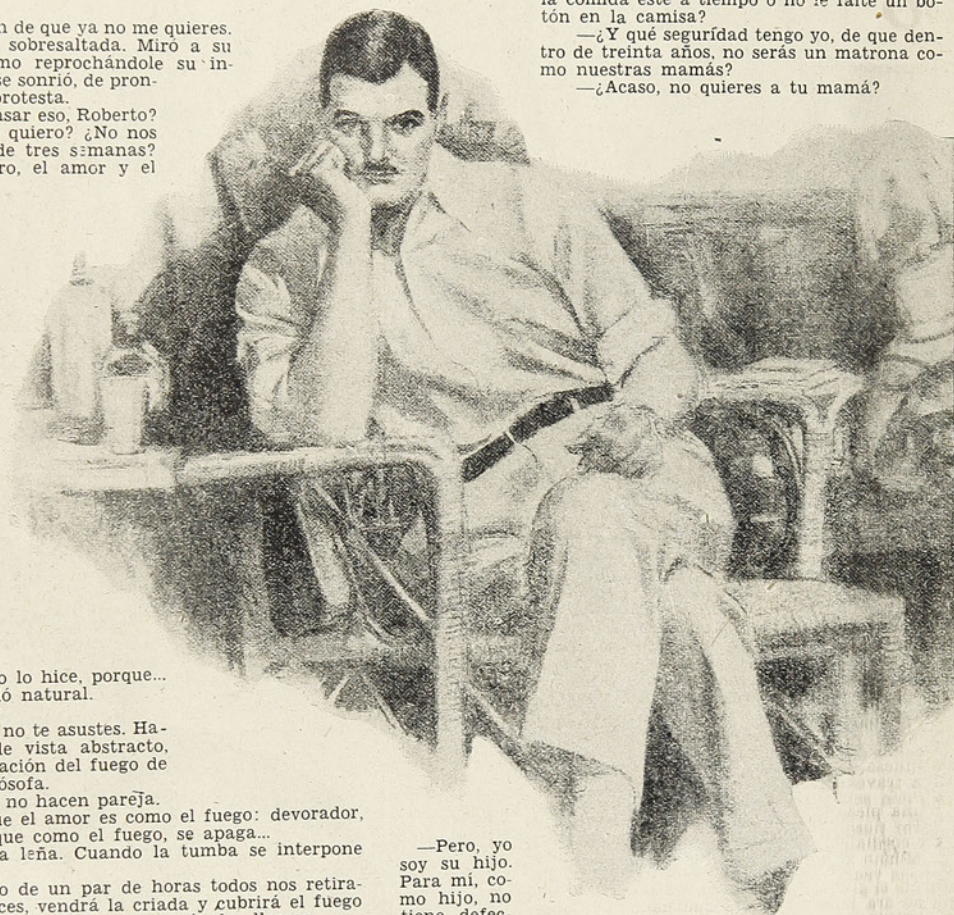 n de que ya no me quieres.
sobresaltada. Miró a su
mo reprochándole su in-
se sonrió, de pron-
protesta.
sar eso, Roberto?
quiero? ¿No nos
de tres semanas?
ro, el amor y el
o lo hice, porque...
ó natural.
no te asustes. Ha-
de vista abstracto,
ación del fuego de
ósofa.
no hacen pareja.
ue el amor es como el fuego: devorador,
que como el fuego, se apaga...
a leña. Cuando la tumba se interpone
o de un par de horas todos nos retira-
ces, vendrá la criada y cubrirá el fuego
—Pero, yo
soy su hijo.
Para mí, co-
mo hijo, no
tiene defec-
la comida esté a tiempo o no le falte un bo-
tón en la camisa?
—¿Y qué seguridad tengo yo, de que den-
tro de treinta años, no serás un matrona co-
mo nuestras mamás?
—¿Acaso, no quieres a tu mamá?